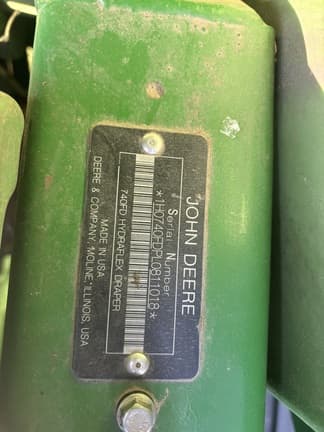 JOHN DEERE
Serial Number
*1H0740FDPL0811018*
740FD HYDRAFLEX DRAPER
MADE IN USA
DEERE & COMPANY, MOLINE, ILLINOIS, USA